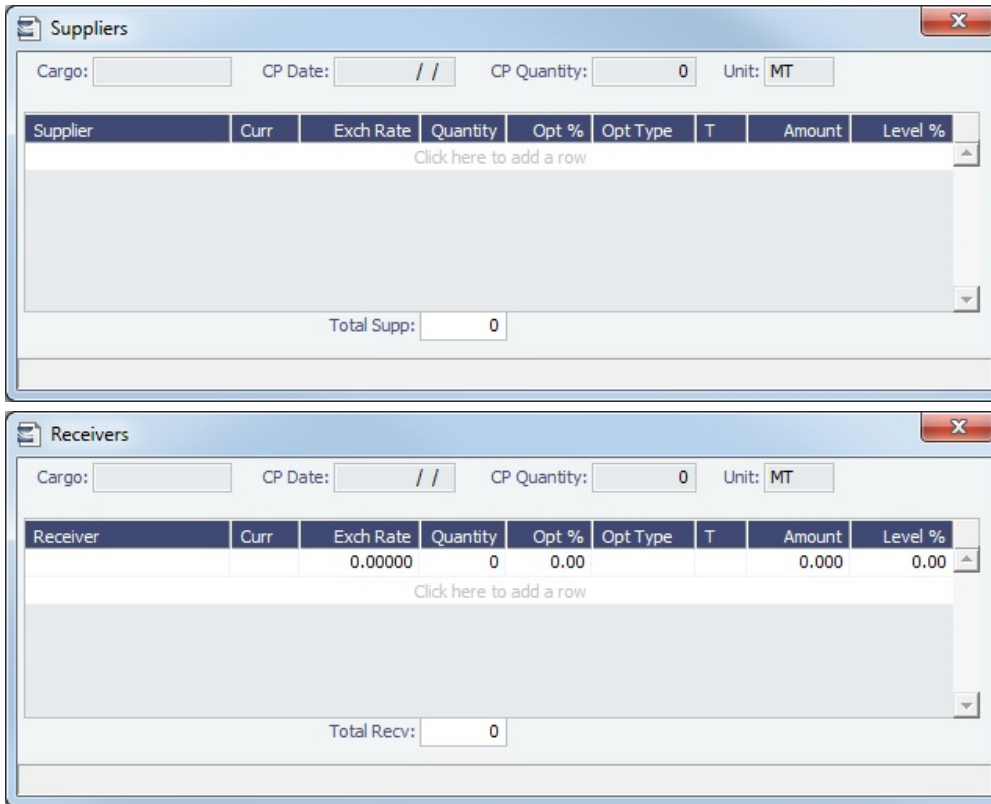 Suppliers
Cargo: CP Date: / / CP Quantity: 0 Unit: MT
Supplier Curr Exch Rate Quantity Opt % Opt Type T Amount Level %
Click here to add a row
Total Supp: 0
Receivers
Cargo: CP Date: / / CP Quantity: 0 Unit: MT
Receiver Curr Exch Rate Quantity Opt % Opt Type T Amount Level %
0.00000 0 0.00 0.000 0.00
Click here to add a row
Total Recv: 0